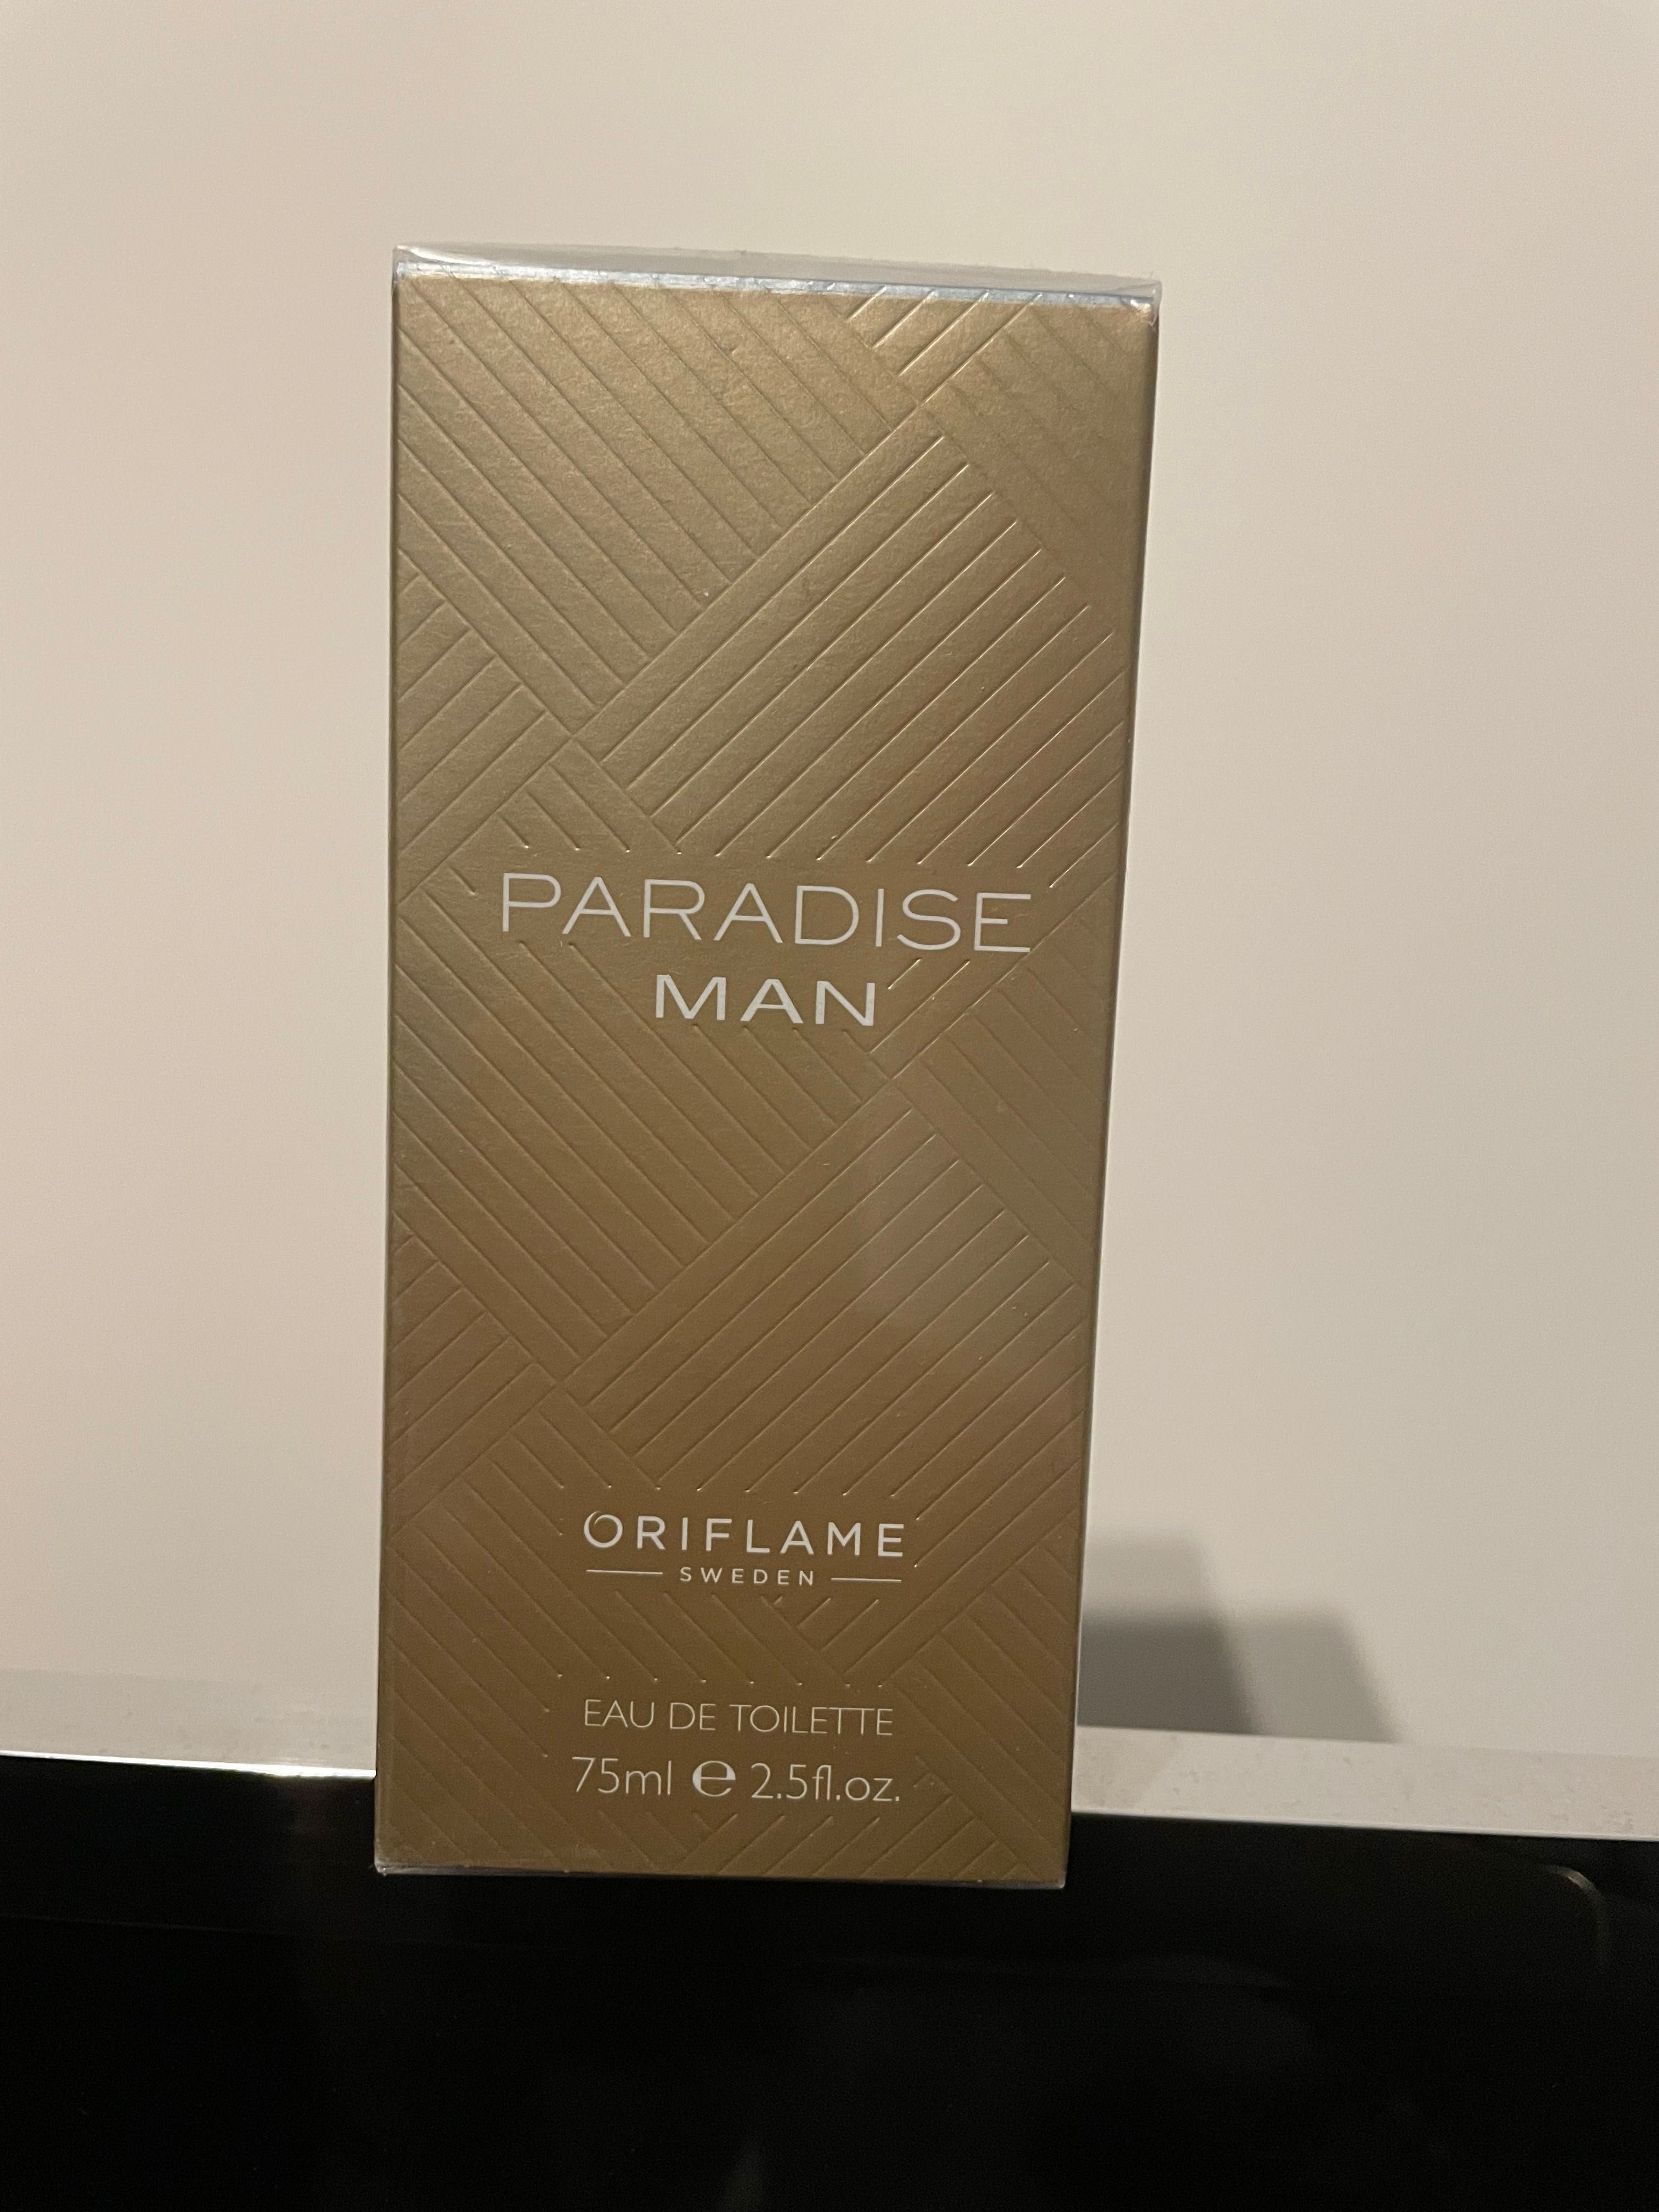 PARADISE
MAN
ORIFLAME
SWEDEN
EAU DE TOILETTE
75ml ℮ 2.5fl.oz.